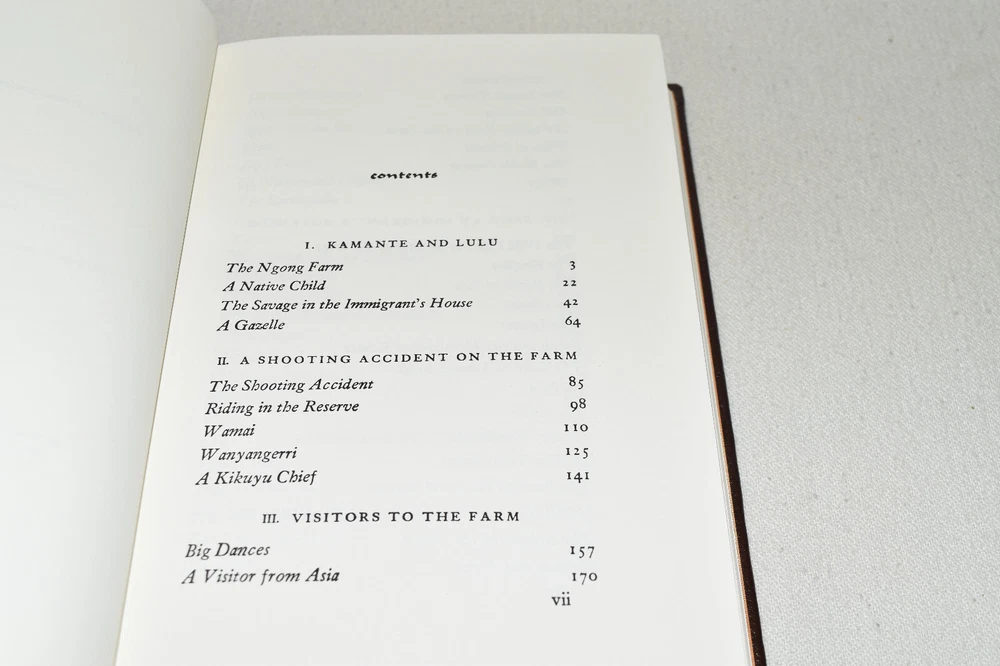 contents
I. KAMANTE AND LULU
The Ngong Farm 3
A Native Child 22
The Savage in the Immigrant's House 42
A Gazelle 64
II. A SHOOTING ACCIDENT ON THE FARM
The Shooting Accident 85
Riding in the Reserve 98
Wamai 110
Wanyangerri 125
A Kikuyu Chief 141
III. VISITORS TO THE FARM
Big Dances 157
A Visitor from Asia 170
vii